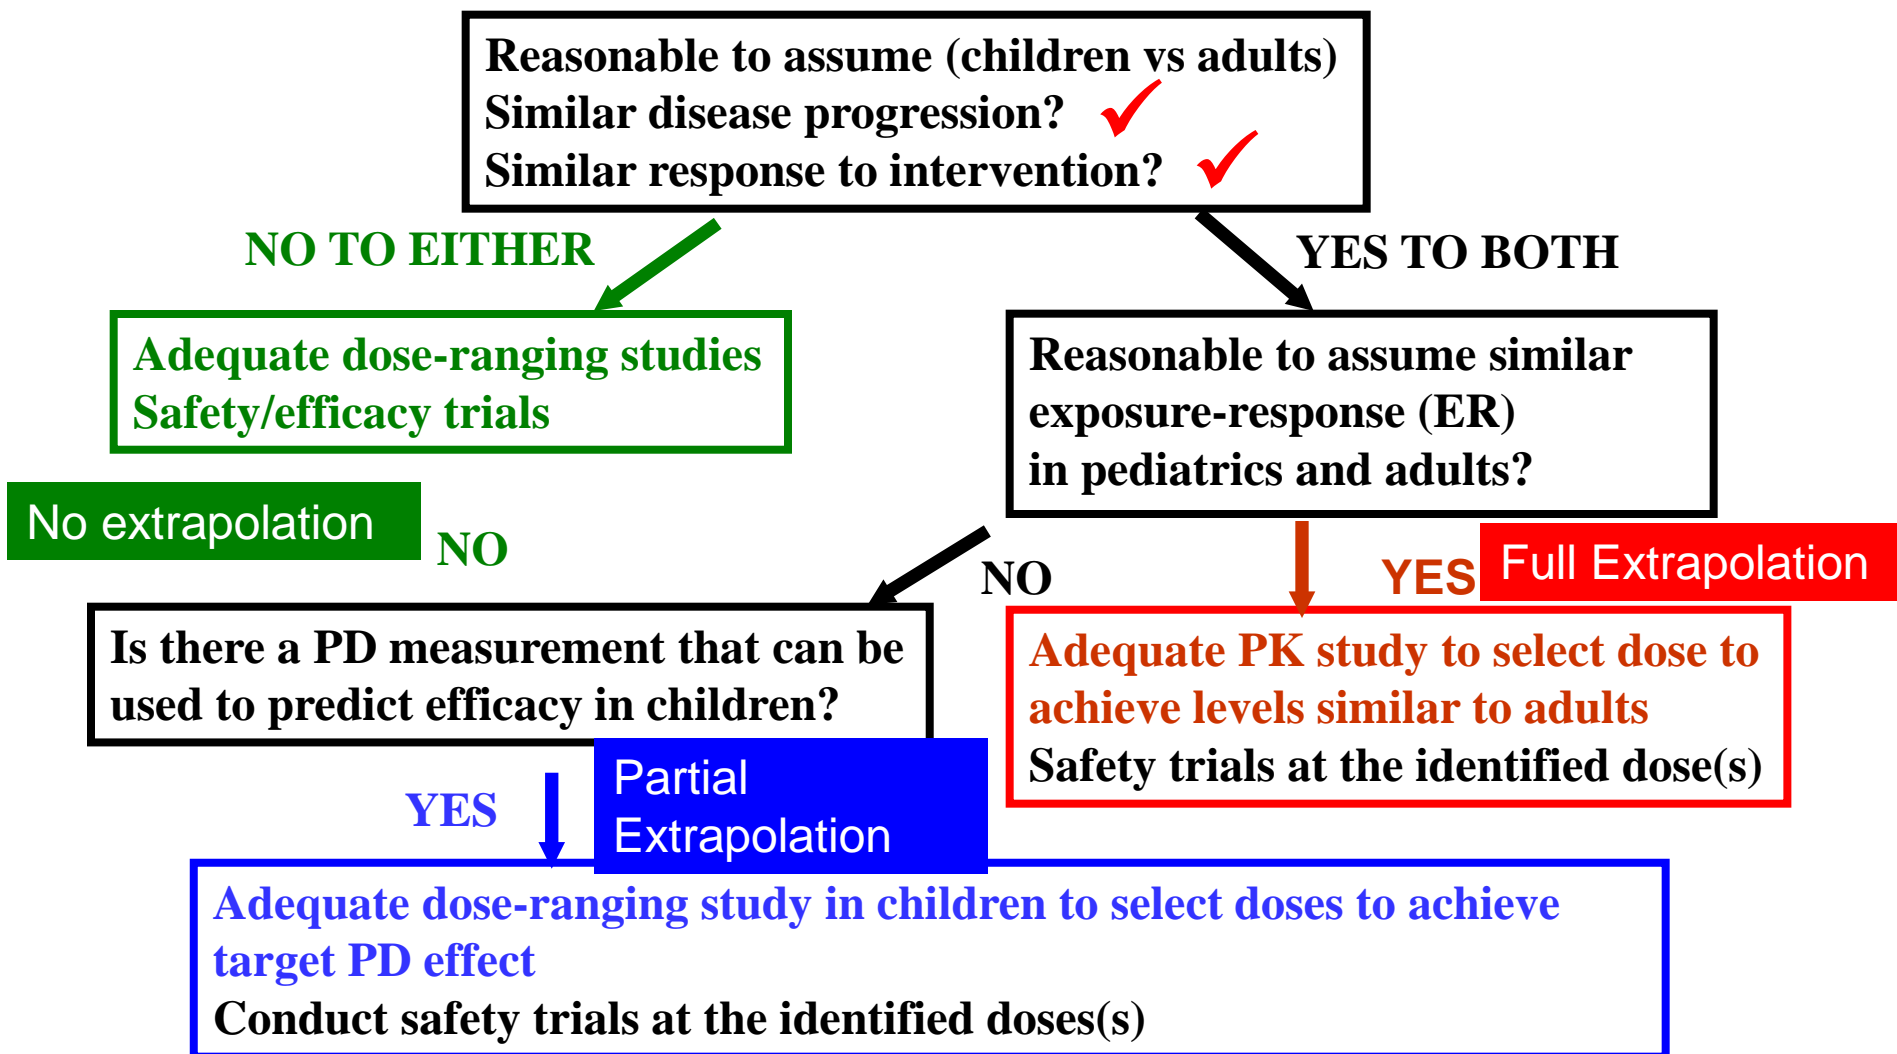 Reasonable to assume (children vs adults)
Similar disease progression?
Similar response to intervention?
NO TO EITHER
YES TO BOTH
Adequate dose-ranging studies
Safety/efficacy trials
Reasonable to assume similar
exposure-response (ER)
in pediatrics and adults?
No extrapolation
NO
NO
YES
Full Extrapolation
Is there a PD measurement that can be
used to predict efficacy in children?
Adequate PK study to select dose to
achieve levels similar to adults
Safety trials at the identified dose(s)
YES
Partial
Extrapolation
Adequate dose-ranging study in children to select doses to achieve
target PD effect
Conduct safety trials at the identified doses(s)